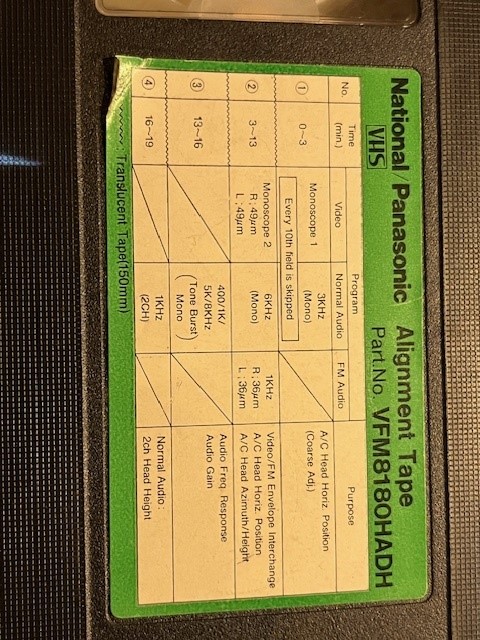 National/Panasonic Alignment Tape
VHS Part.No. VFM8180HADH
No. Time (min.) Program Purpose
Video Normal Audio FM Audio
① 0~3 Monoscope 1 3KHz (Mono) A/C Head Horiz. Position (Coarse Adj.)
Every 10th field is skipped
② 3~13 Monoscope 2 R ; 49μm L ; 49μm 6KHz (Mono) 1KHz R ; 36μm L ; 36μm Video/FM Envelope Interchange A/C Head Horiz. Position A/C Head Azimuth/Height
③ 13~16 400/1K/ 5K/8KHz (Tone Burst Mono) Audio Freq. Response Audio Gain
④ 16~19 1KHz (2CH) Normal Audio : 2ch Head Height
: Translucent Tape(150mm)